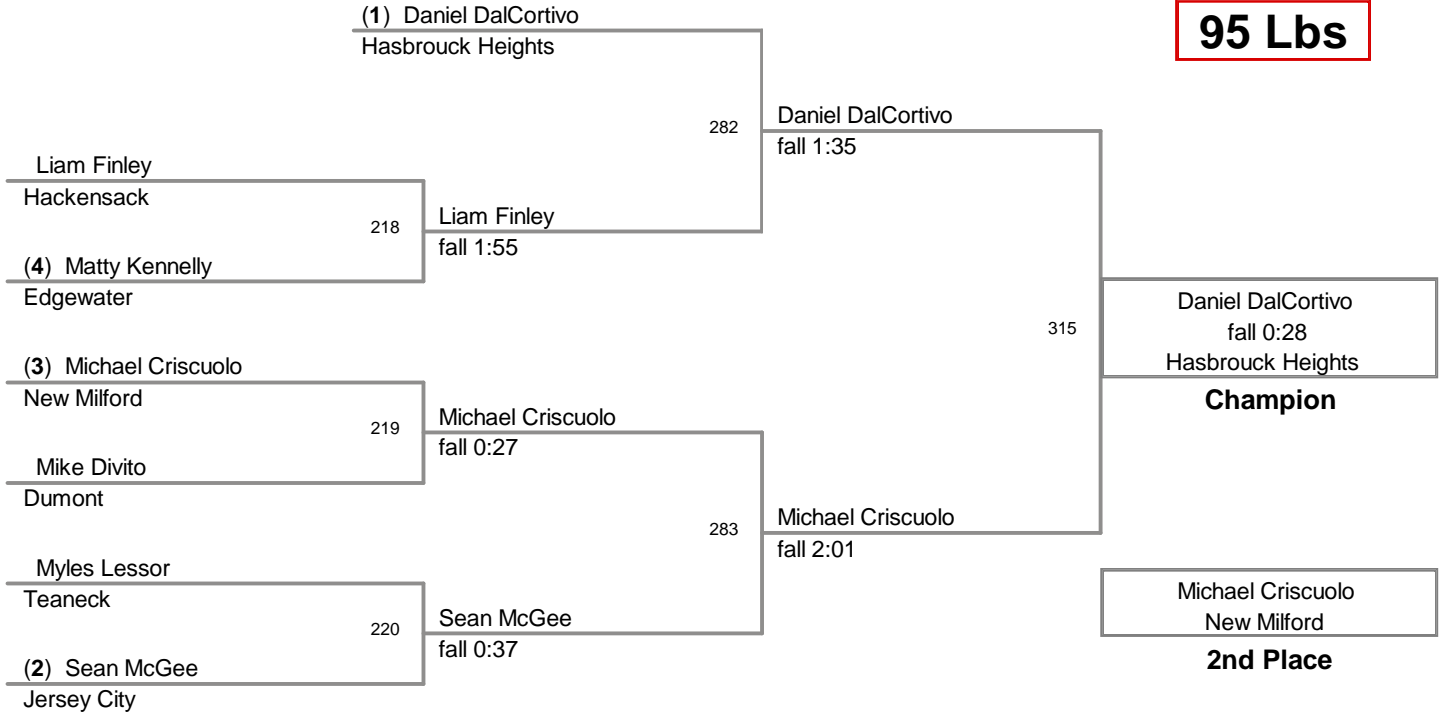 (1) Daniel DalCortivo
Hasbrouck Heights
95 Lbs
282
Daniel DalCortivo
fall 1:35
Liam Finley
Hackensack
218
Liam Finley
fall 1:55
(4) Matty Kennelly
Edgewater
315
Daniel DalCortivo
fall 0:28
Hasbrouck Heights
Champion
(3) Michael Criscuolo
New Milford
219
Michael Criscuolo
fall 0:27
Mike Divito
Dumont
283
Michael Criscuolo
fall 2:01
Myles Lessor
Teaneck
220
Sean McGee
fall 0:37
(2) Sean McGee
Jersey City
Michael Criscuolo
New Milford
2nd Place